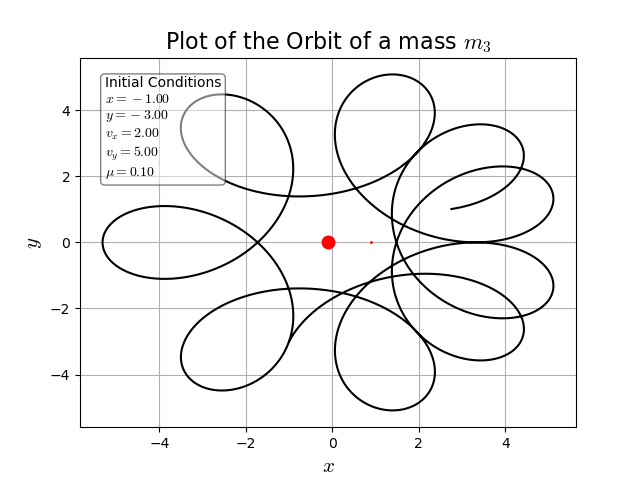 Plot of the Orbit of a mass m₃
Initial Conditions
x = −1.00
y = −3.00
vₓ = 2.00
v_y = 5.00
μ = 0.10
4
2
0
−2
−4
y
−4 −2 0 2 4
x